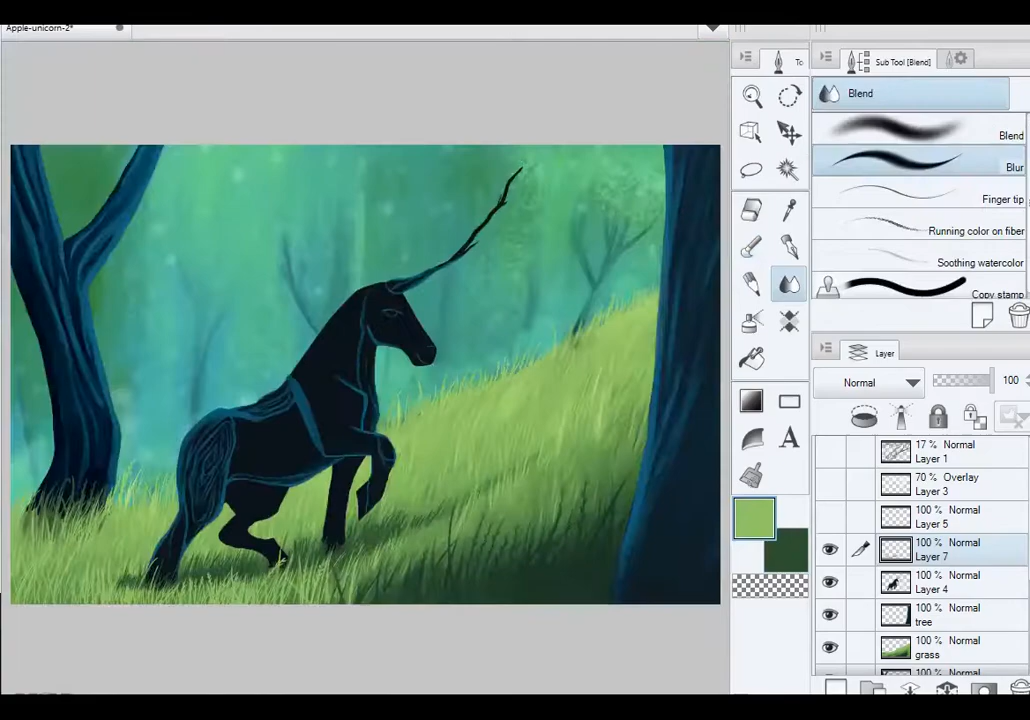 Apple-unicorn-2*
Tc
Sub Tool [Blend]
Blend
Blend
Blur
Finger tip
Running color on fiber
Soothing watercolor
Copy stamp
Layer
Normal
100
A
17 % Normal
Layer 1
70 % Overlay
Layer 3
100 % Normal
Layer 5
100 % Normal
Layer 7
100 % Normal
Layer 4
100 % Normal
tree
100 % Normal
grass
100 % Normal